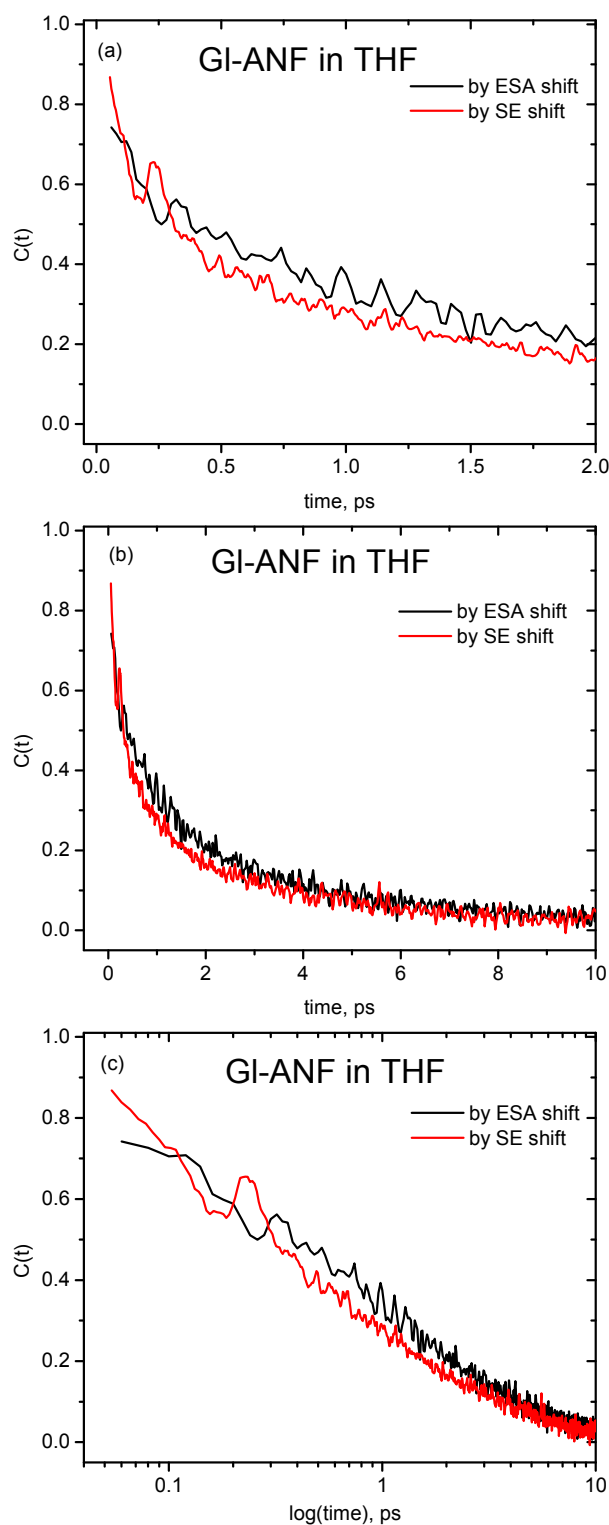 (a)
Gl-ANF in THF
by ESA shift
by SE shift
C(t)
1.0
0.8
0.6
0.4
0.2
0.0
0.0 0.5 1.0 1.5 2.0
time, ps
(b)
Gl-ANF in THF
by ESA shift
by SE shift
C(t)
1.0
0.8
0.6
0.4
0.2
0.0
0 2 4 6 8 10
time, ps
(c)
Gl-ANF in THF
by ESA shift
by SE shift
C(t)
1.0
0.8
0.6
0.4
0.2
0.0
0.1 1 10
log(time), ps